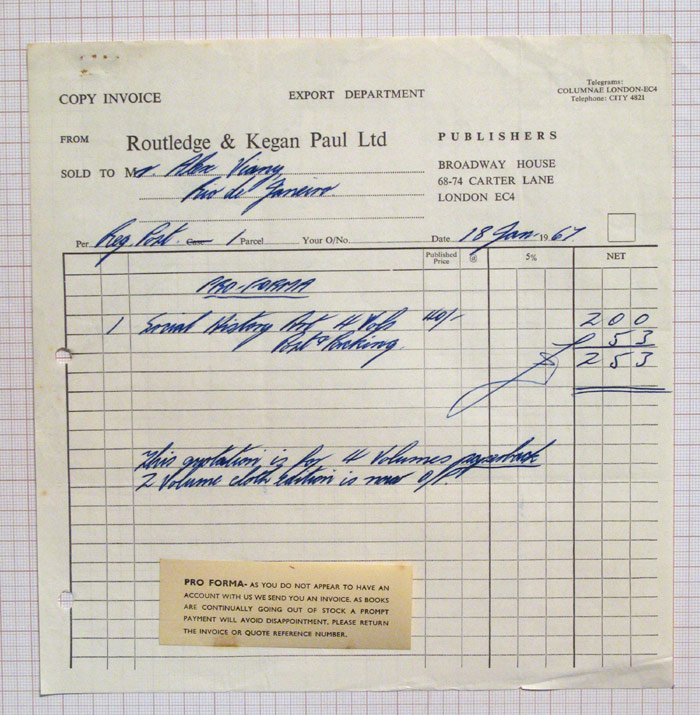 Telegrams:
COLUMNAE LONDON-EC4
Telephone: CITY 4821
COPY INVOICE
EXPORT DEPARTMENT
FROM Routledge & Kegan Paul Ltd
PUBLISHERS
SOLD TO Mr. Alex Viany
Rio de Janeiro
BROADWAY HOUSE
68-74 CARTER LANE
LONDON EC4
Per Reg. Post. Case 1 Parcel Your O/No. Date 18 Jan. 1967
Published Price @ 5% NET
PRO-FORMA
1 Social History Art 4 Vols 40/- 2 0 0
Post & Packing. 5 3
2 5 3
This quotation is for 4 Volumes paperback
2 Volume cloth Edition is now o/p.
PRO FORMA- AS YOU DO NOT APPEAR TO HAVE AN
ACCOUNT WITH US WE SEND YOU AN INVOICE. AS BOOKS
ARE CONTINUALLY GOING OUT OF STOCK A PROMPT
PAYMENT WILL AVOID DISAPPOINTMENT, PLEASE RETURN
THE INVOICE OR QUOTE REFERENCE NUMBER.